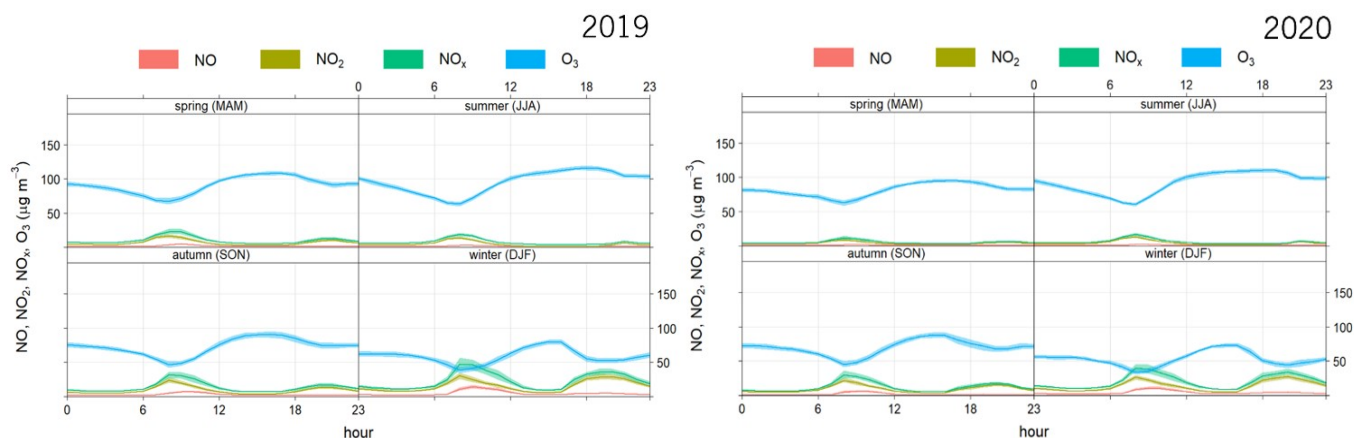 2019
NO NO₂ NOₓ O₃
0 6 12 18 23
spring (MAM) summer (JJA)
150
100
50
autumn (SON) winter (DJF)
150
100
50
0 6 12 18 23
NO, NO₂, NOₓ, O₃ (µg m⁻³)
hour
2020
NO NO₂ NOₓ O₃
0 6 12 18 23
spring (MAM) summer (JJA)
150
100
50
autumn (SON) winter (DJF)
150
100
50
0 6 12 18 23
NO, NO₂, NOₓ, O₃ (µg m⁻³)
hour